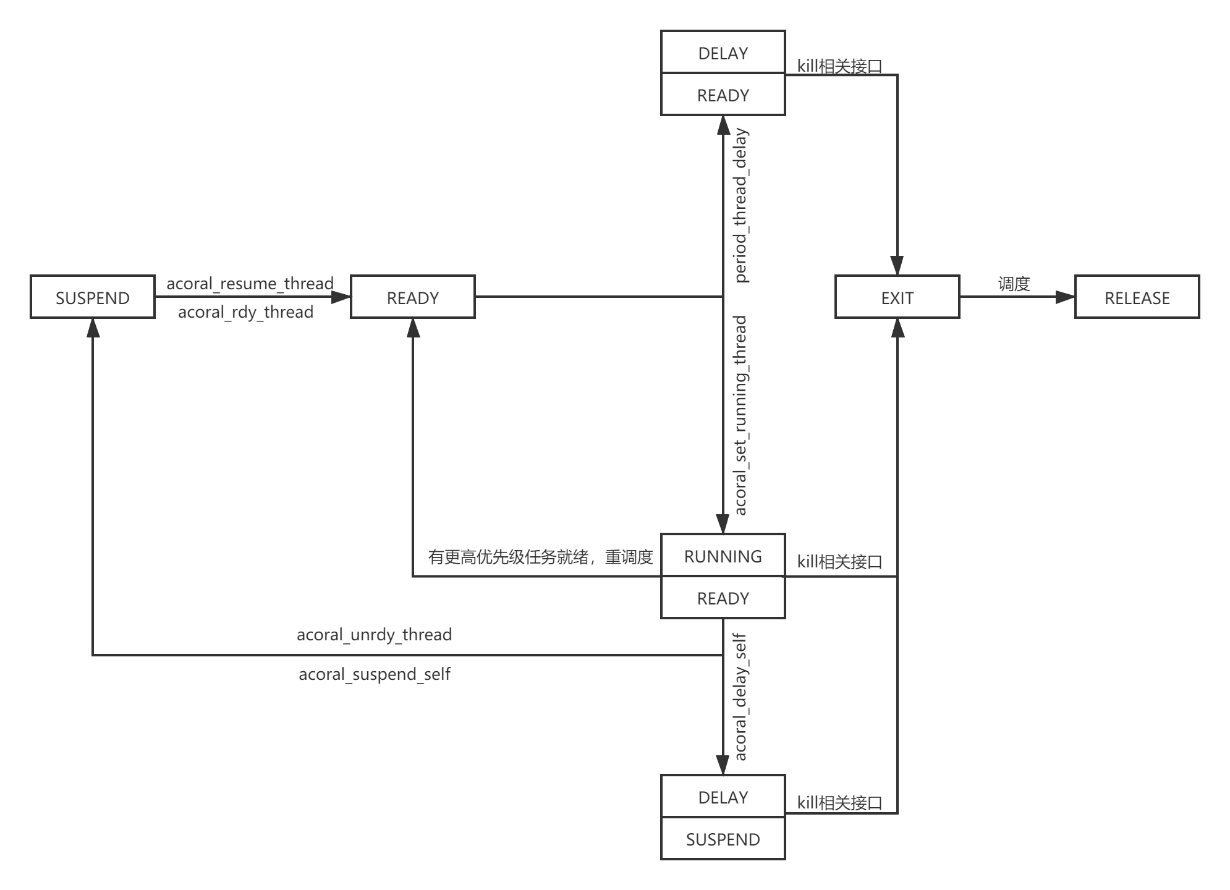 DELAY
kill相关接口
READY
period_thread_delay
acoral_resume_thread
SUSPEND
READY
acoral_rdy_thread
EXIT
调度
RELEASE
acoral_set_running_thread
有更高优先级任务就绪，重调度
RUNNING
kill相关接口
READY
acoral_unrdy_thread
acoral_suspend_self
acoral_delay_self
DELAY
kill相关接口
SUSPEND